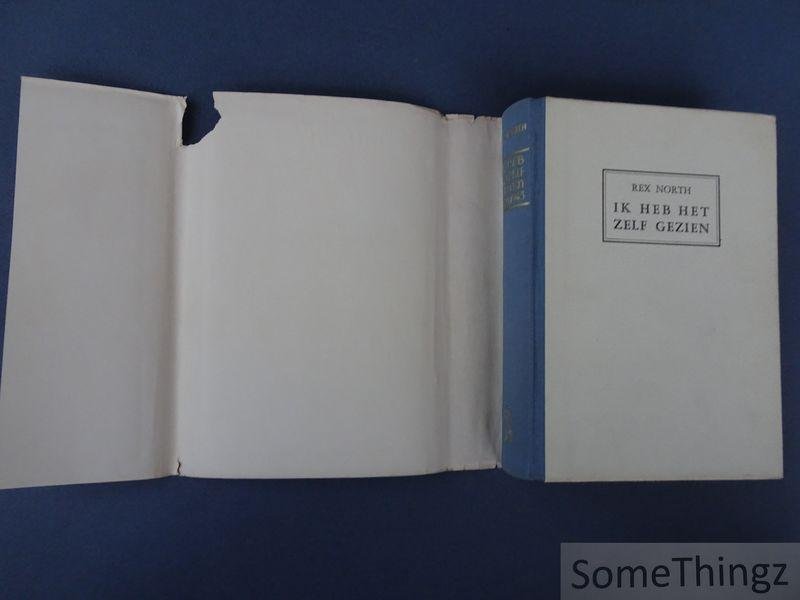 REX NORTH
IK HEB HET
ZELF GEZIEN
SomeThingz